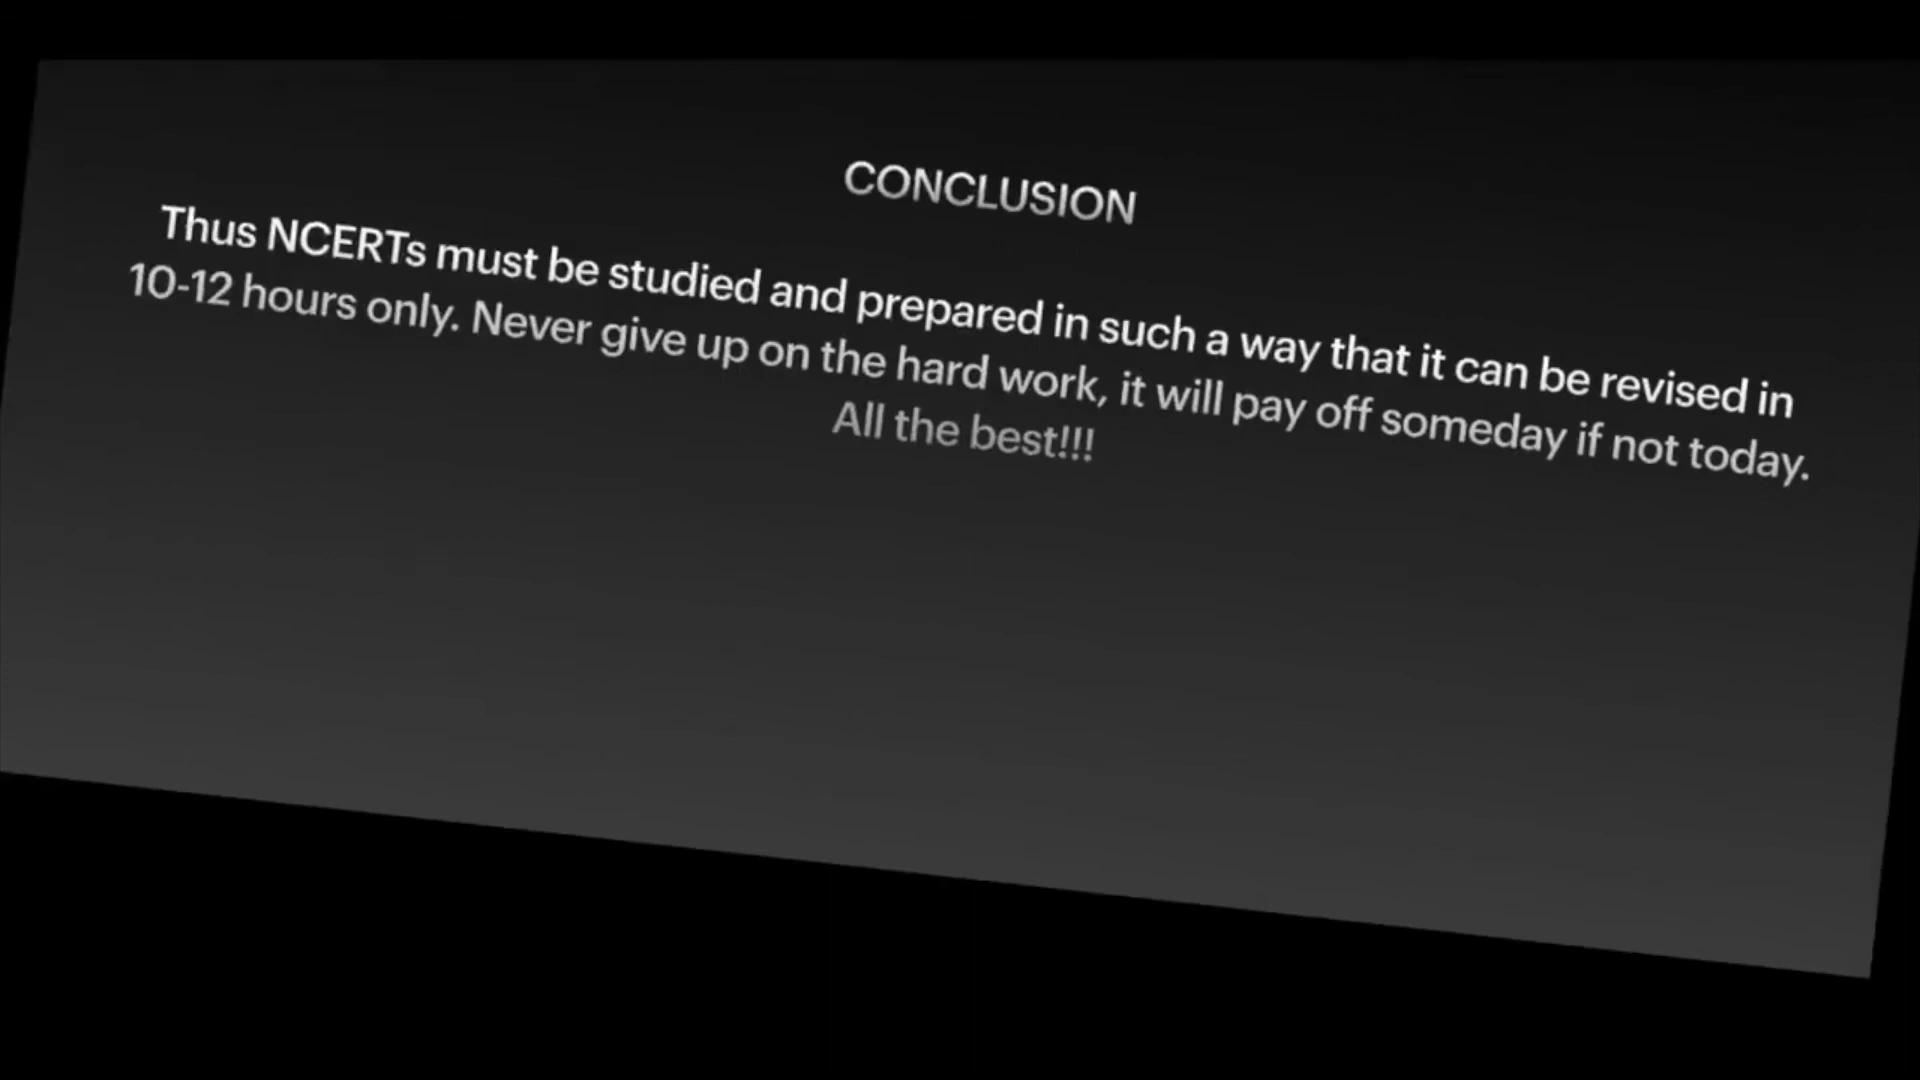 CONCLUSION
Thus NCERTs must be studied and prepared in such a way that it can be revised in
10-12 hours only. Never give up on the hard work, it will pay off someday if not today.
All the best!!!